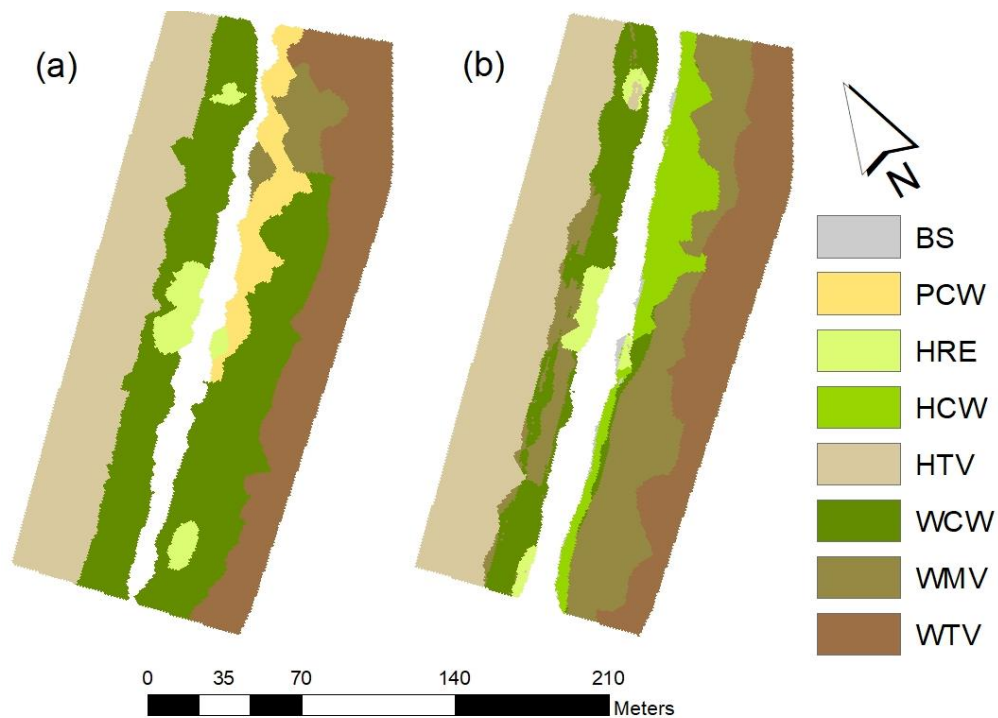 (a)
(b)
N
BS
PCW
HRE
HCW
HTV
WCW
WMV
WTV
0 35 70 140 210
Meters